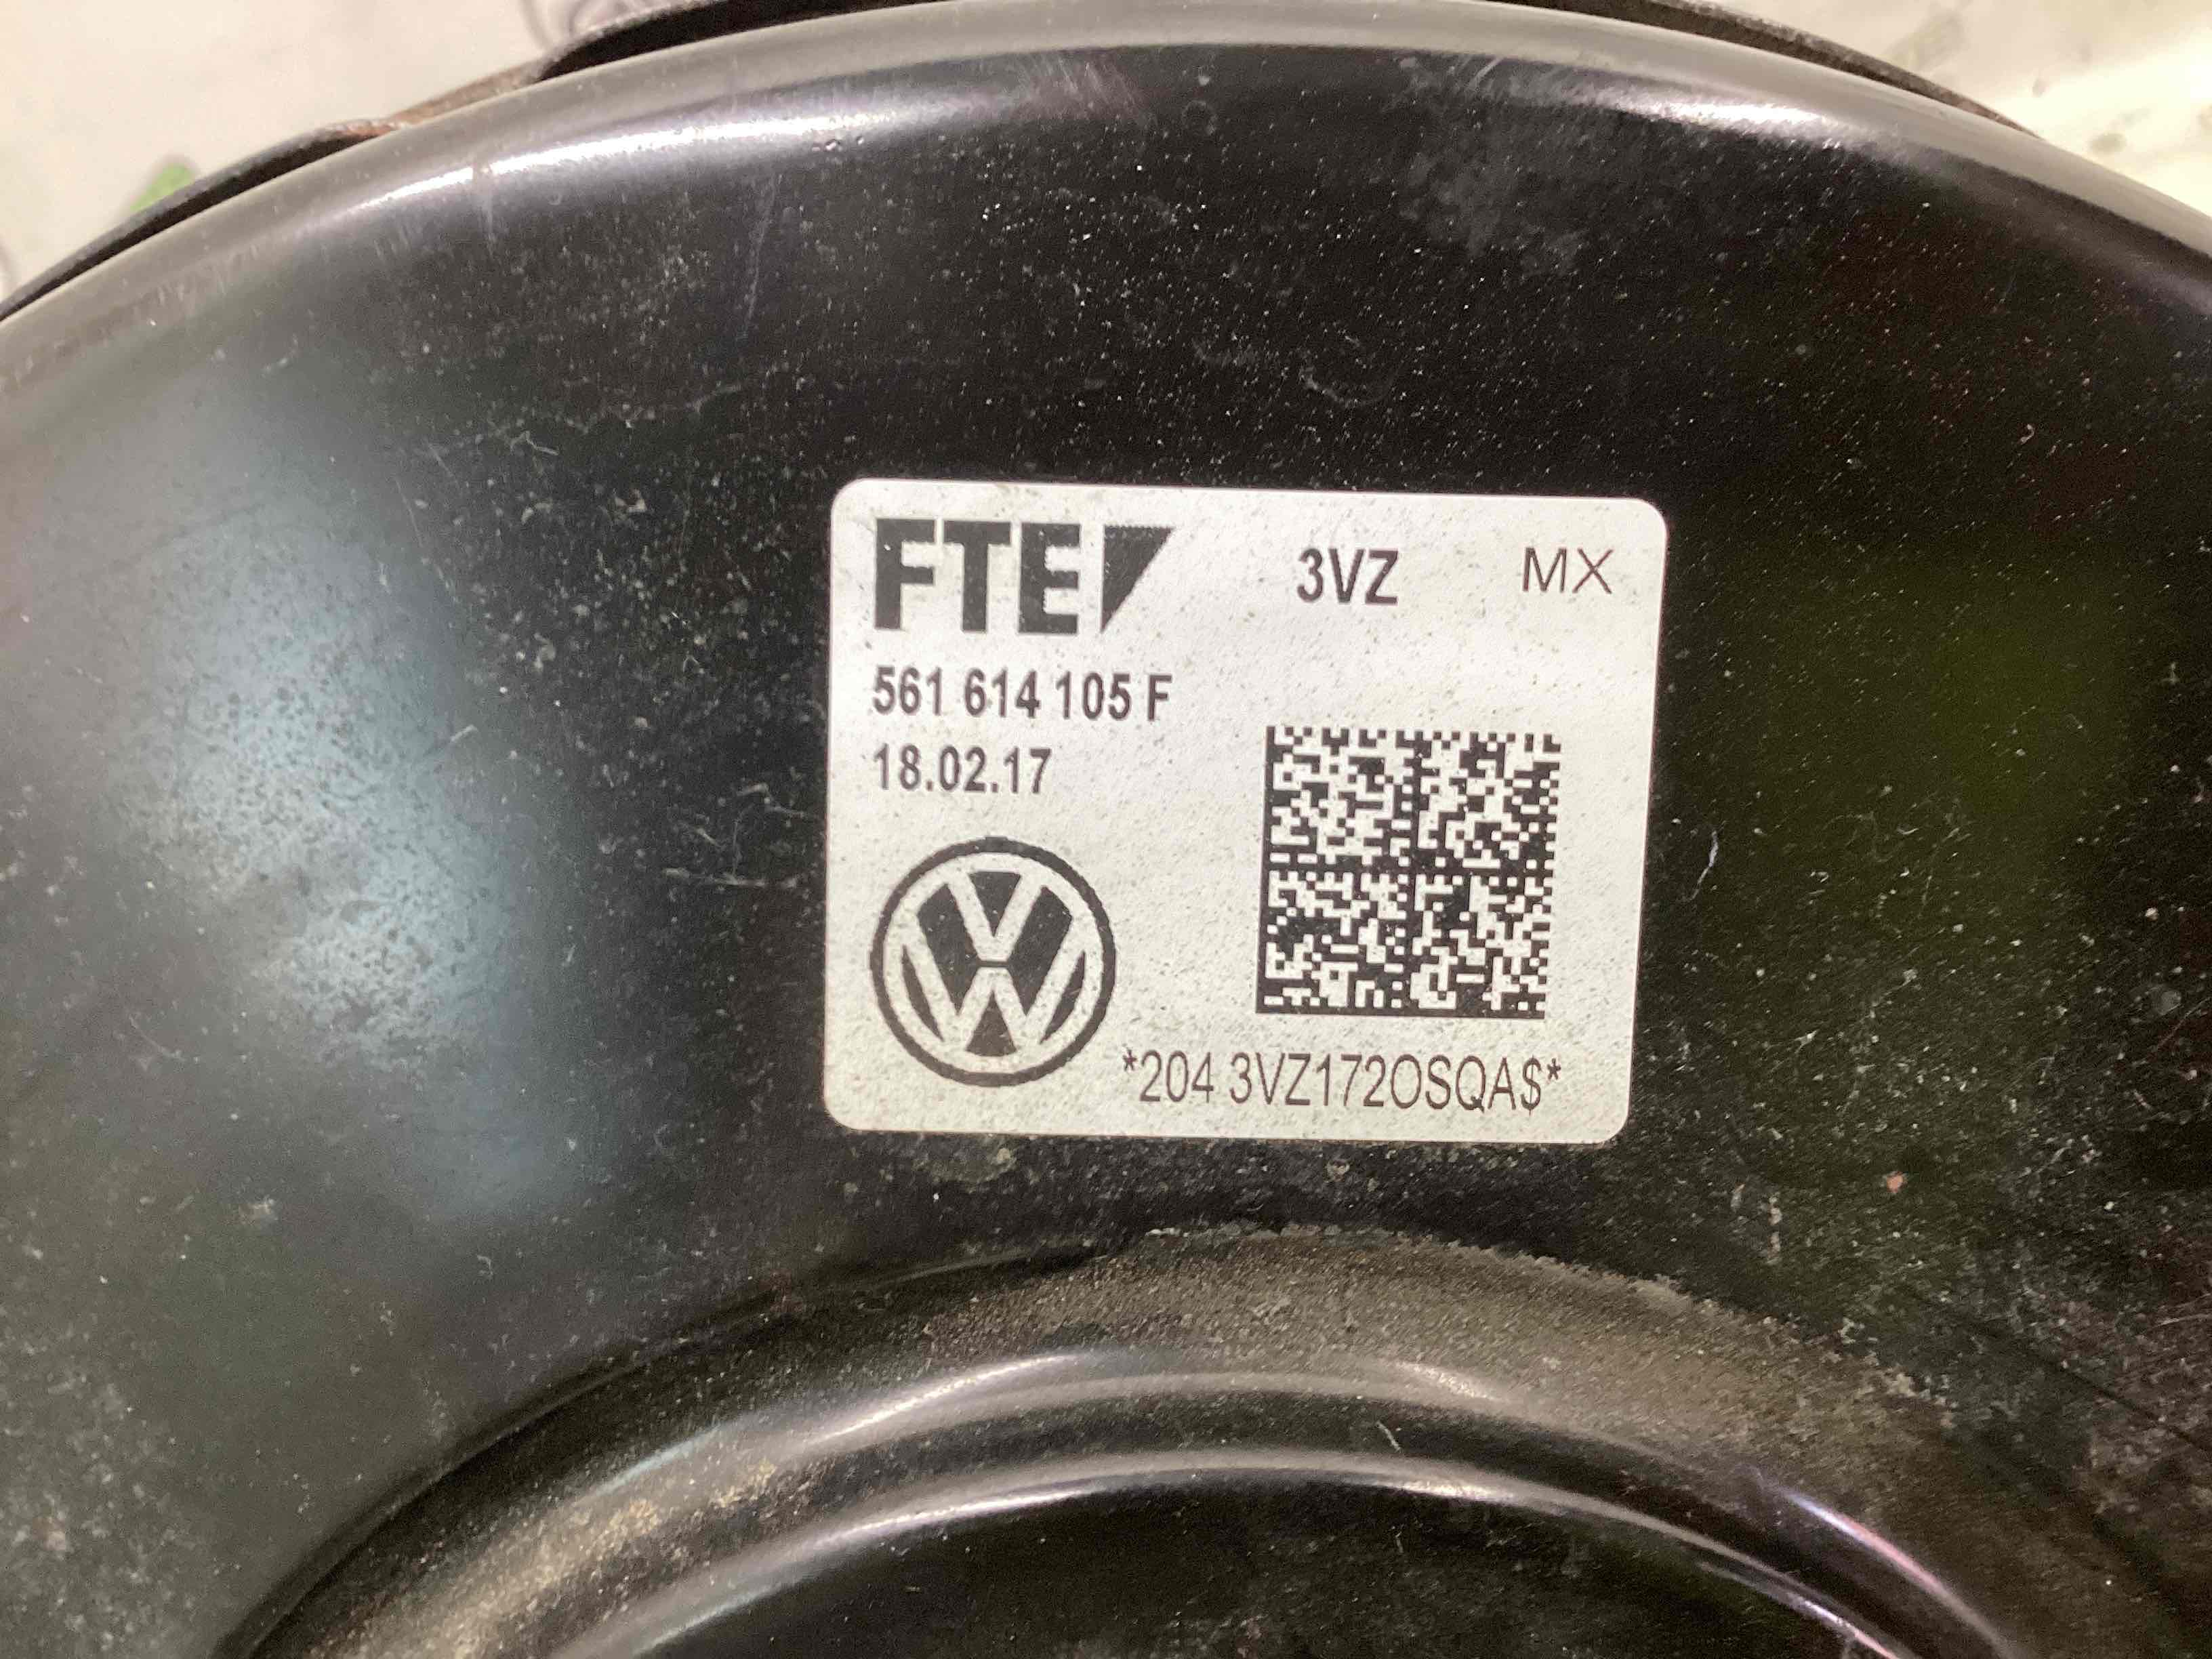 FTE 3VZ MX
561 614 105 F
18.02.17
*204 3VZ172OSQA$*